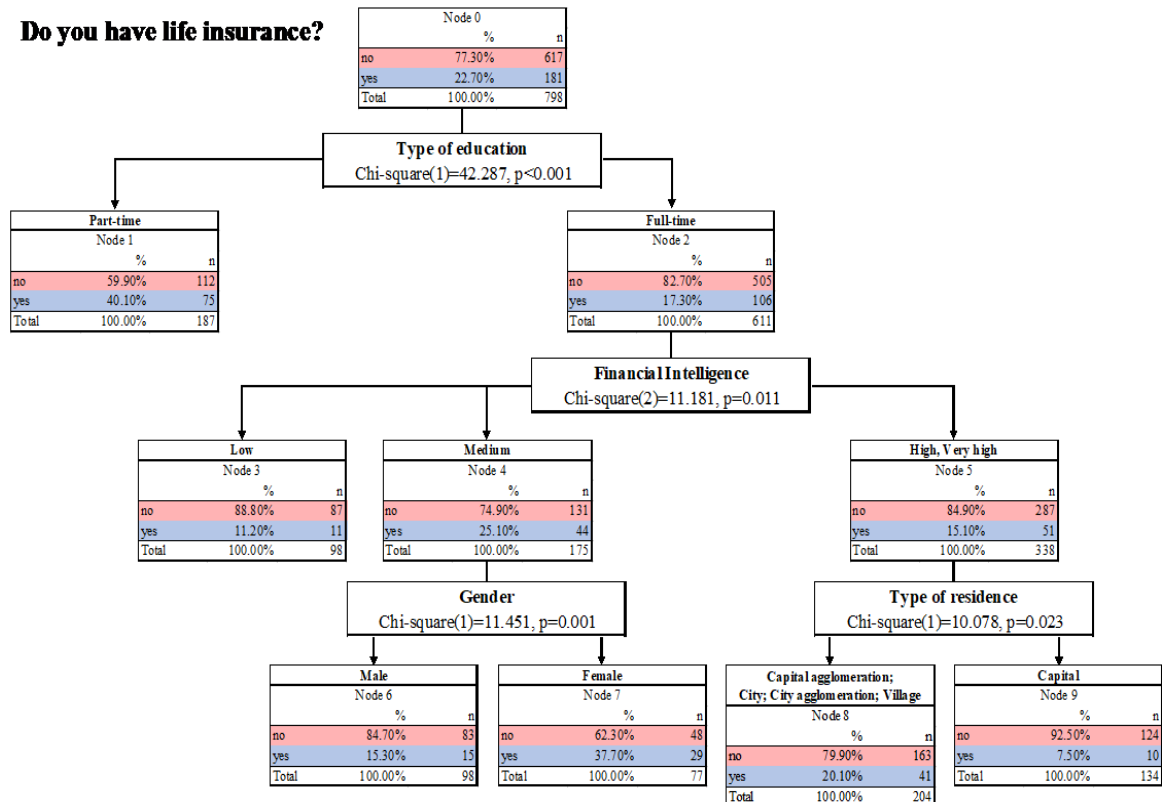 Do you have life insurance?
Node 0
% n
no 77.30% 617
yes 22.70% 181
Total 100.00% 798
Type of education
Chi-square(1)=42.287, p<0.001
Part-time
Node 1
% n
no 59.90% 112
yes 40.10% 75
Total 100.00% 187
Full-time
Node 2
% n
no 82.70% 505
yes 17.30% 106
Total 100.00% 611
Financial Intelligence
Chi-square(2)=11.181, p=0.011
Low
Node 3
% n
no 88.80% 87
yes 11.20% 11
Total 100.00% 98
Medium
Node 4
% n
no 74.90% 131
yes 25.10% 44
Total 100.00% 175
High, Very high
Node 5
% n
no 84.90% 287
yes 15.10% 51
Total 100.00% 338
Gender
Chi-square(1)=11.451, p=0.001
Type of residence
Chi-square(1)=10.078, p=0.023
Male
Node 6
% n
no 84.70% 83
yes 15.30% 15
Total 100.00% 98
Female
Node 7
% n
no 62.30% 48
yes 37.70% 29
Total 100.00% 77
Capital agglomeration;
City; City agglomeration; Village
Node 8
% n
no 79.90% 163
yes 20.10% 41
Total 100.00% 204
Capital
Node 9
% n
no 92.50% 124
yes 7.50% 10
Total 100.00% 134